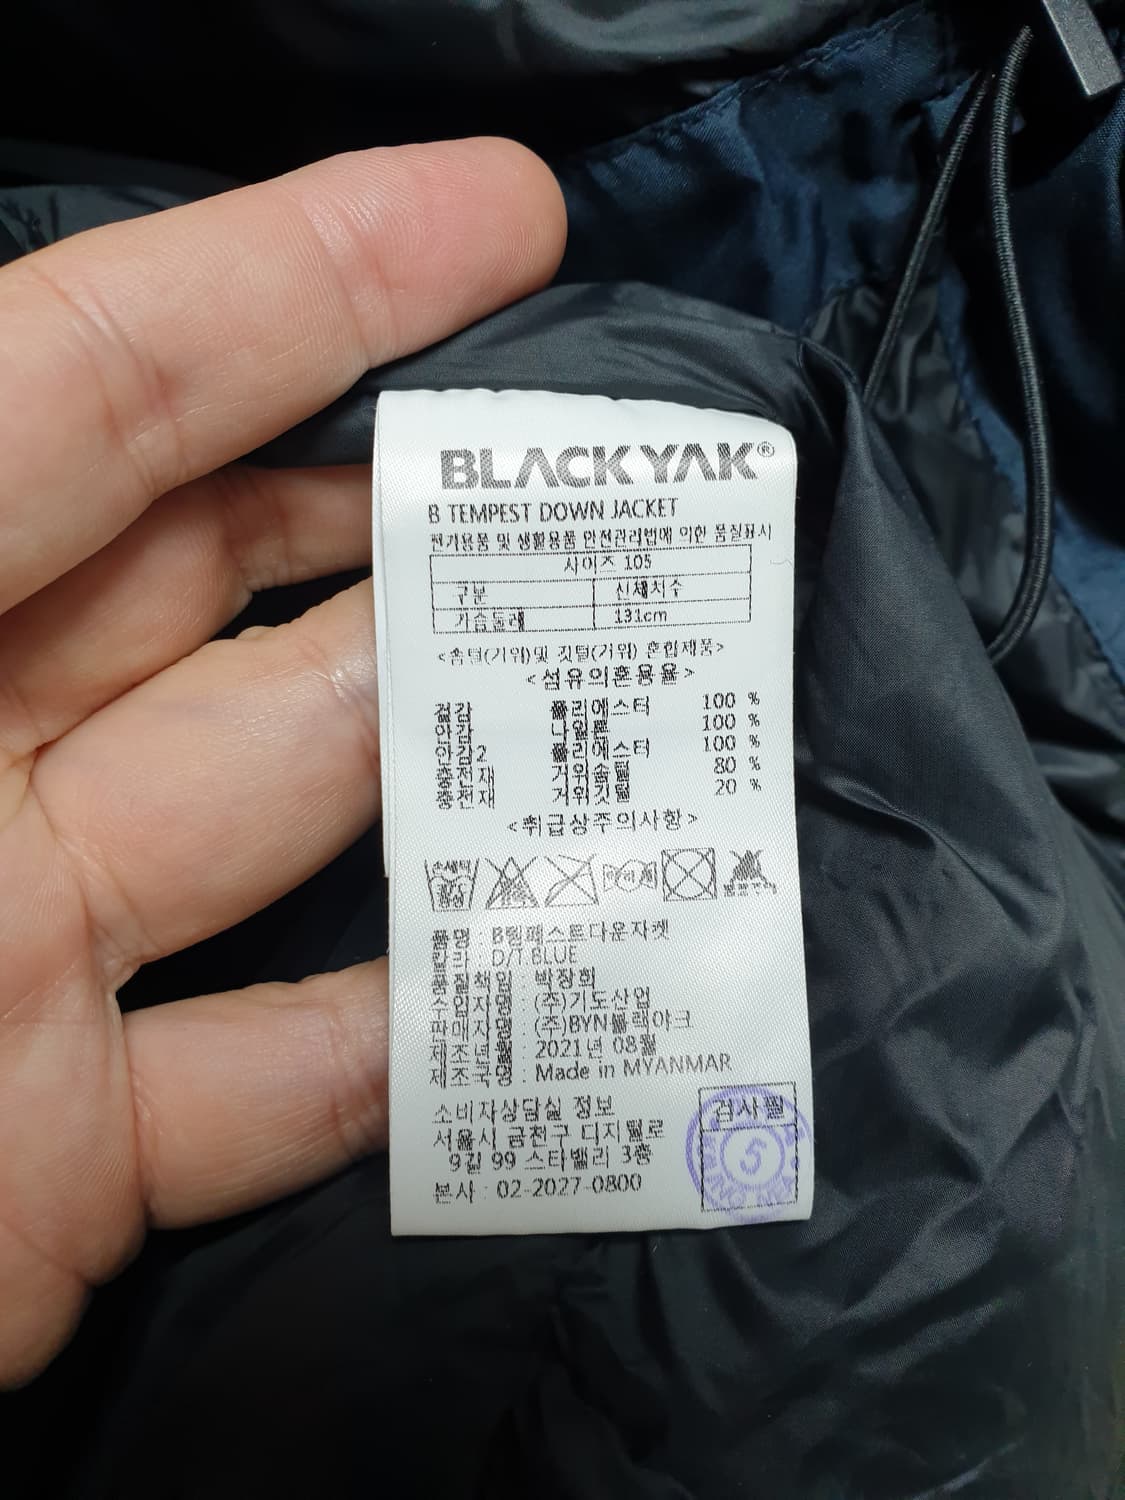 BLACKYAK®
B TEMPEST DOWN JACKET
전기용품 및 생활용품 안전관리법에 의한 품질표시
사이즈 105
구분 신체치수
가슴둘레 131cm
<솜털(거위)및 깃털(거위) 혼합제품>
<섬유의혼용율>
겉감 폴리에스터 100 %
안감 나일론 100 %
안감2 폴리에스터 100 %
충전재 거위솜털 80 %
충전재 거위깃털 20 %
<취급상주의사항>
손세탁
품명 : B템페스트다운자켓
칼라 : D/T.BLUE
품질책임 : 박장희
수입자명 : (주)기도산업
판매자명 : (주)BYN블랙야크
제조년월 : 2021년 08월
제조국명 : Made in MYANMAR
소비자상담실 정보
서울시 금천구 디지털로
9길 99 스타밸리 3층
본사 : 02-2027-0800
검사필
5